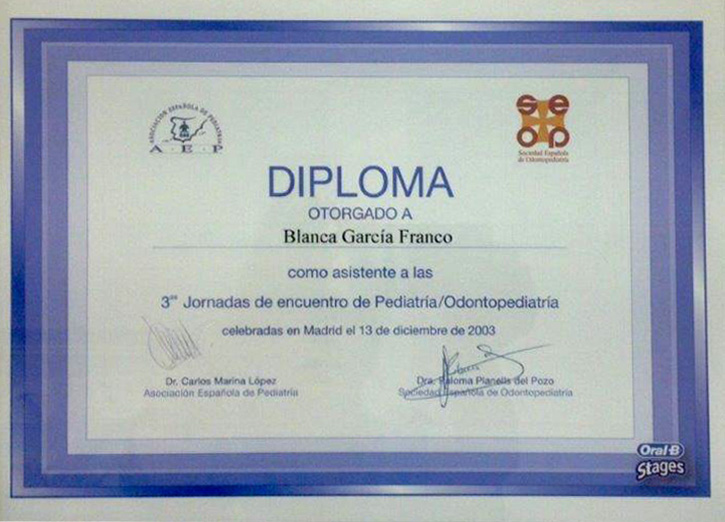 ASOCIACIÓN ESPAÑOLA DE PEDIATRÍA
A · E · P
seop
Sociedad Española
de Odontopediatría
DIPLOMA
OTORGADO A
Blanca García Franco
como asistente a las
3ªs Jornadas de encuentro de Pediatría/Odontopediatría
celebradas en Madrid el 13 de diciembre de 2003
Dr. Carlos Marina López
Asociación Española de Pediatría
Dra. Paloma Planells del Pozo
Sociedad Española de Odontopediatría
Oral-B
Stages